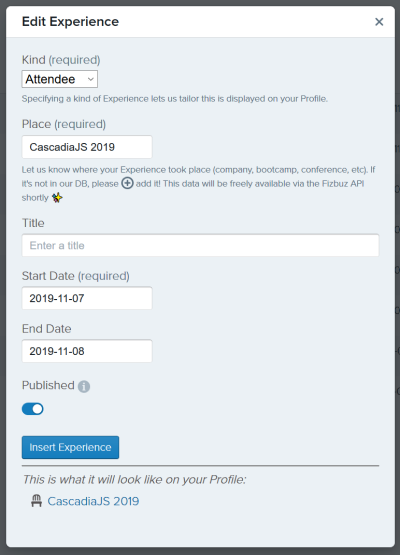 Edit Experience ×
Kind (required)
Attendee
Specifying a kind of Experience lets us tailor this is displayed on your Profile.
Place (required)
CascadiaJS 2019
Let us know where your Experience took place (company, bootcamp, conference, etc). If
it's not in our DB, please add it! This data will be freely available via the Fizbuz API
shortly ✨
Title
Enter a title
Start Date (required)
2019-11-07
End Date
2019-11-08
Published
Insert Experience
This is what it will look like on your Profile:
CascadiaJS 2019